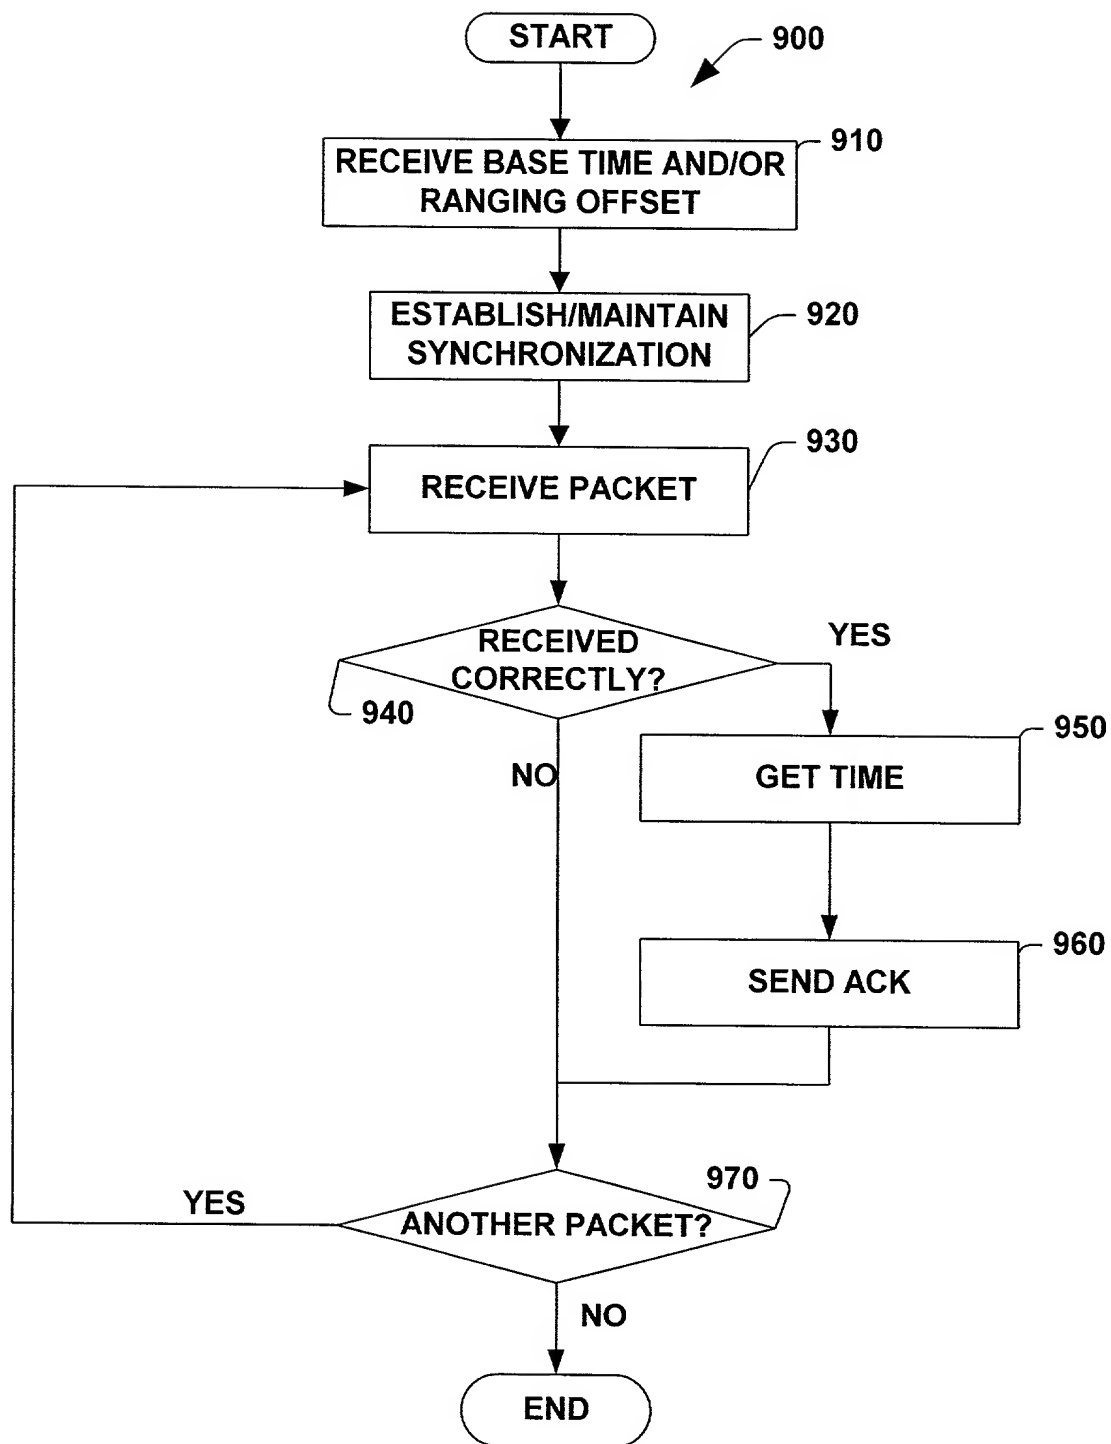 START
900
910
RECEIVE BASE TIME AND/OR
RANGING OFFSET
ESTABLISH/MAINTAIN
SYNCHRONIZATION
920
930
RECEIVE PACKET
RECEIVED
CORRECTLY?
YES
940
950
NO
GET TIME
960
SEND ACK
970
YES
ANOTHER PACKET?
NO
END